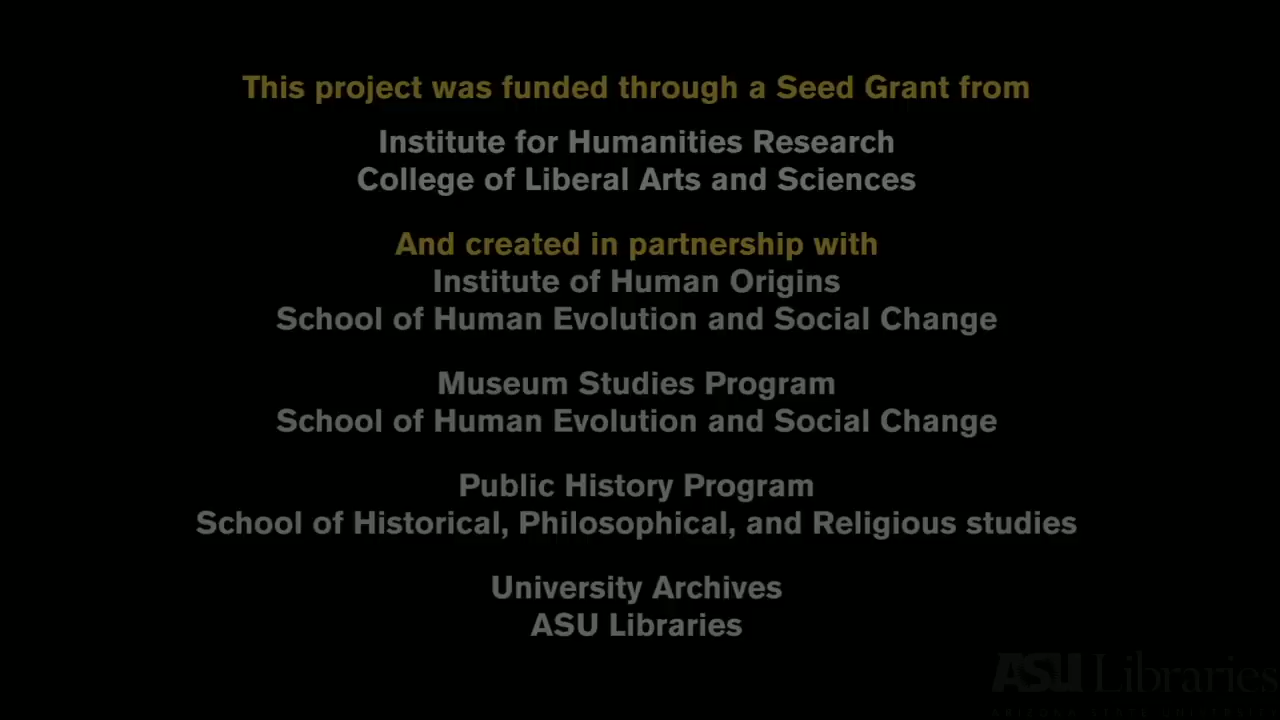 This project was funded through a Seed Grant from
Institute for Humanities Research
College of Liberal Arts and Sciences
And created in partnership with
Institute of Human Origins
School of Human Evolution and Social Change
Museum Studies Program
School of Human Evolution and Social Change
Public History Program
School of Historical, Philosophical, and Religious studies
University Archives
ASU Libraries
ASU Libraries